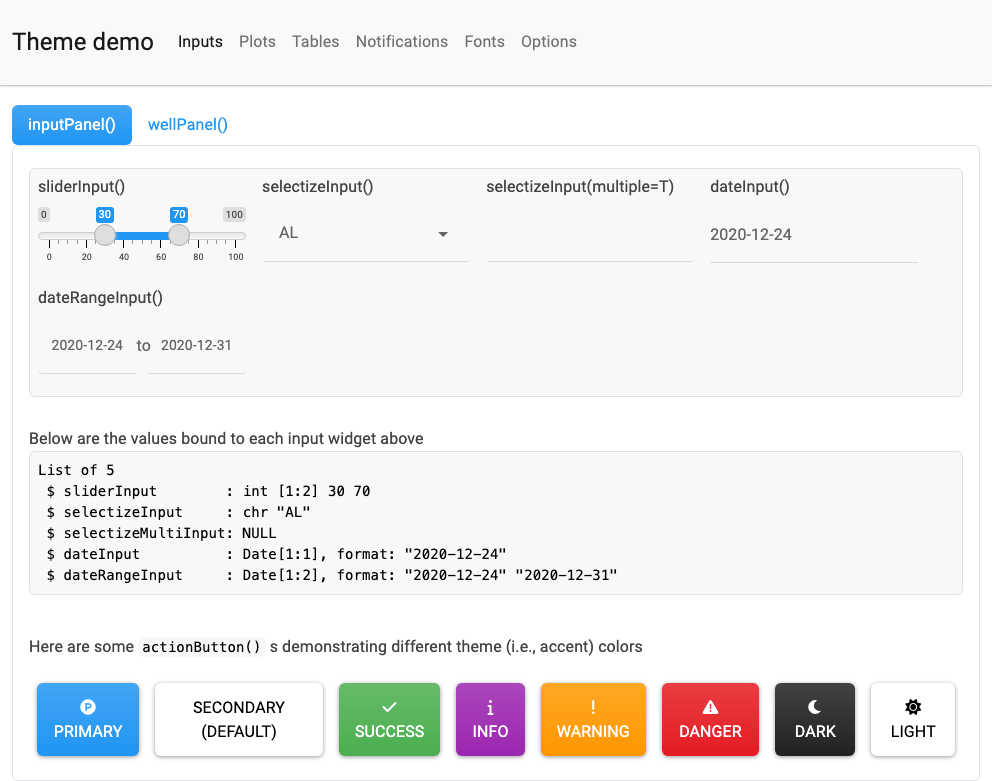 Theme demo Inputs Plots Tables Notifications Fonts Options
inputPanel() wellPanel()
sliderInput() selectizeInput() selectizeInput(multiple=T) dateInput()
0 30 70 100
AL 2020-12-24
0 20 40 60 80 100
dateRangeInput()
2020-12-24 to 2020-12-31
Below are the values bound to each input widget above
List of 5
 $ sliderInput        : int [1:2] 30 70
 $ selectizeInput     : chr "AL"
 $ selectizeMultiInput: NULL
 $ dateInput          : Date[1:1], format: "2020-12-24"
 $ dateRangeInput     : Date[1:2], format: "2020-12-24" "2020-12-31"
Here are some actionButton() s demonstrating different theme (i.e., accent) colors
PRIMARY
SECONDARY
(DEFAULT)
SUCCESS
INFO
WARNING
DANGER
DARK
LIGHT